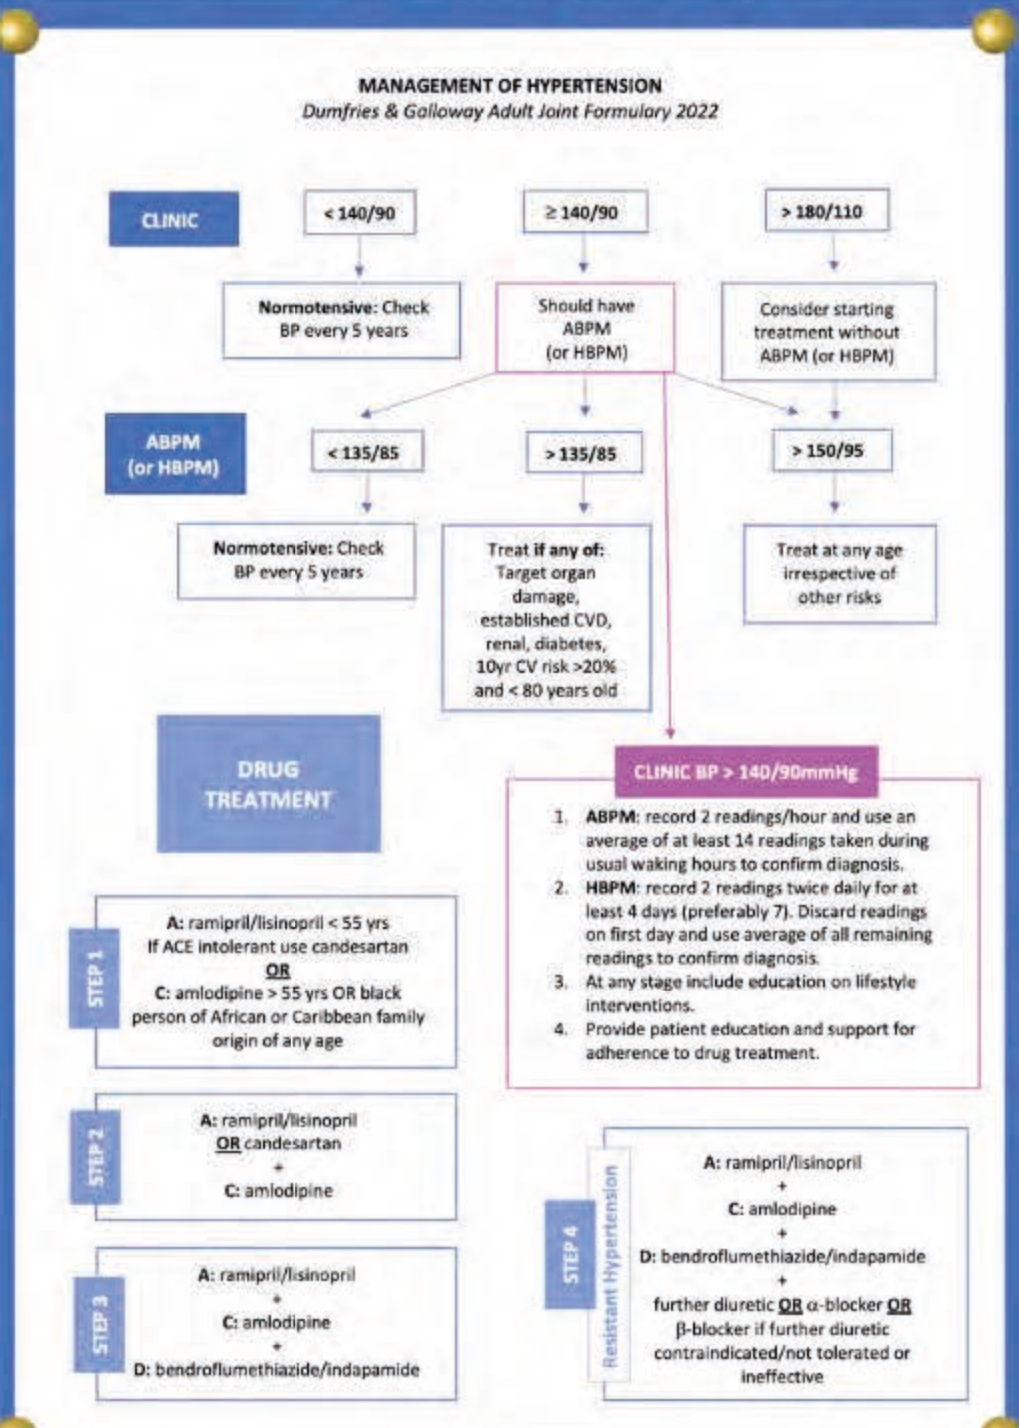 MANAGEMENT OF HYPERTENSION
Dumfries & Galloway Adult Joint Formulary 2022
CLINIC
< 140/90
≥ 140/90
> 180/110
Normotensive: Check
BP every 5 years
Should have
ABPM
(or HBPM)
Consider starting
treatment without
ABPM (or HBPM)
ABPM
(or HBPM)
< 135/85
> 135/85
> 150/95
Normotensive: Check
BP every 5 years
Treat if any of:
Target organ
damage,
established CVD,
renal, diabetes,
10yr CV risk >20%
and < 80 years old
Treat at any age
irrespective of
other risks
DRUG
TREATMENT
CLINIC BP > 140/90mmHg
1. ABPM: record 2 readings/hour and use an
average of at least 14 readings taken during
usual waking hours to confirm diagnosis.
2. HBPM: record 2 readings twice daily for at
least 4 days (preferably 7). Discard readings
on first day and use average of all remaining
readings to confirm diagnosis.
3. At any stage include education on lifestyle
interventions.
4. Provide patient education and support for
adherence to drug treatment.
STEP 1
A: ramipril/lisinopril < 55 yrs
If ACE intolerant use candesartan
OR
C: amlodipine > 55 yrs OR black
person of African or Caribbean family
origin of any age
STEP 2
A: ramipril/lisinopril
OR candesartan
+
C: amlodipine
STEP 3
A: ramipril/lisinopril
+
C: amlodipine
+
D: bendroflumethiazide/indapamide
STEP 4
Resistant Hypertension
A: ramipril/lisinopril
+
C: amlodipine
+
D: bendroflumethiazide/indapamide
+
further diuretic OR α-blocker OR
β-blocker if further diuretic
contraindicated/not tolerated or
ineffective